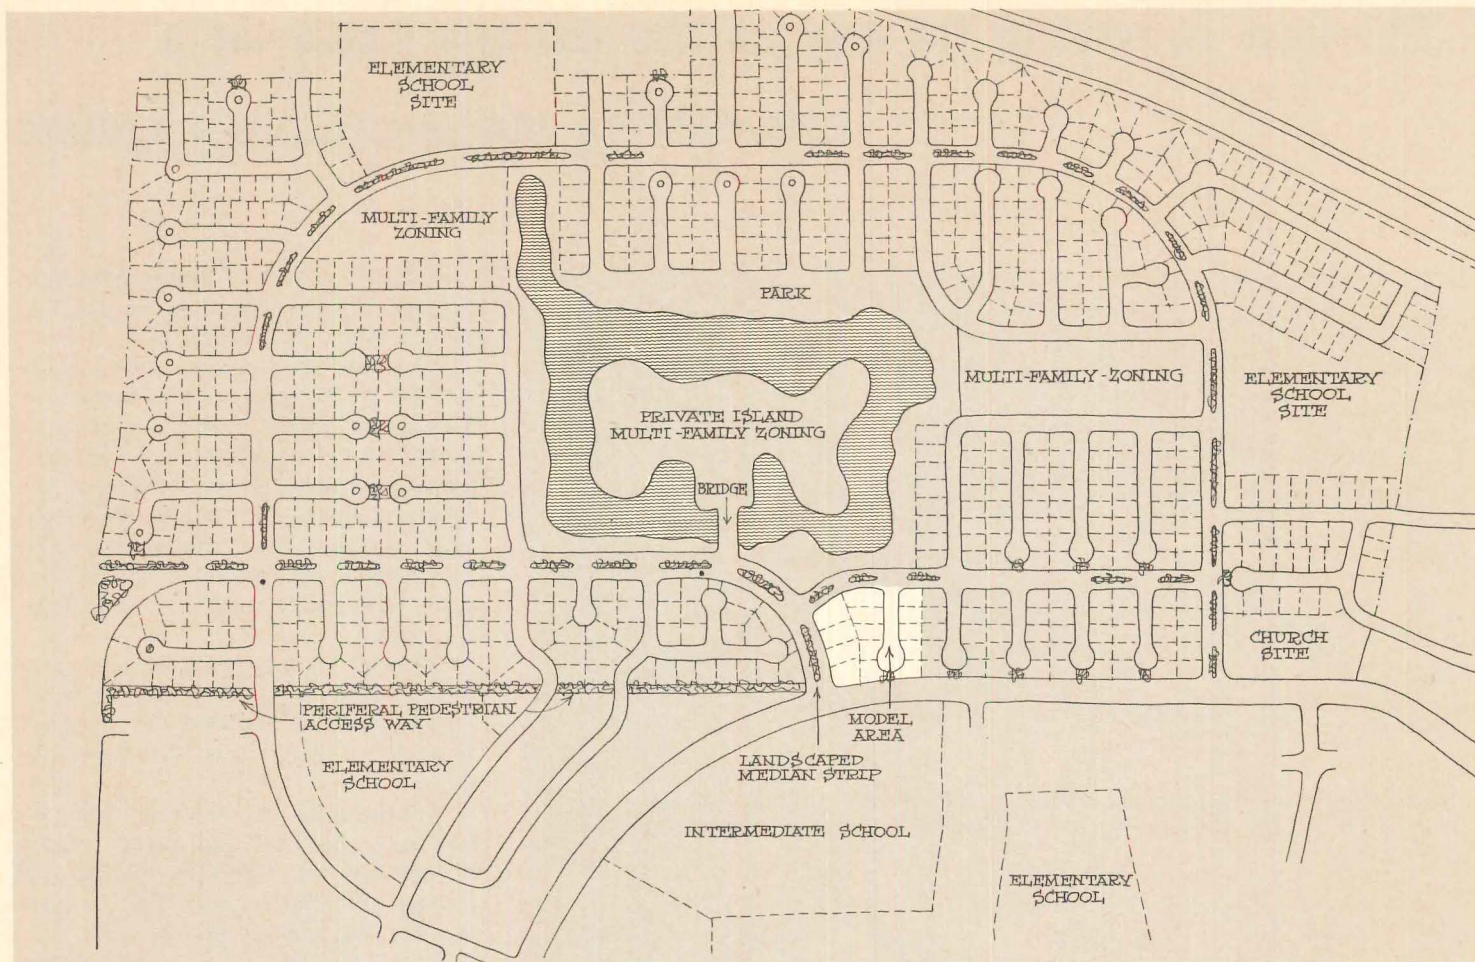 ELEMENTARY
SCHOOL
SITE
MULTI-FAMILY
ZONING
PARK
MULTI-FAMILY-ZONING
ELEMENTARY
SCHOOL
SITE
PRIVATE ISLAND
MULTI-FAMILY ZONING
BRIDGE
CHURCH
SITE
PERIFERAL PEDESTRIAN
ACCESS WAY
MODEL
AREA
LANDSCAPED
MEDIAN STRIP
ELEMENTARY
SCHOOL
INTERMEDIATE SCHOOL
ELEMENTARY
SCHOOL